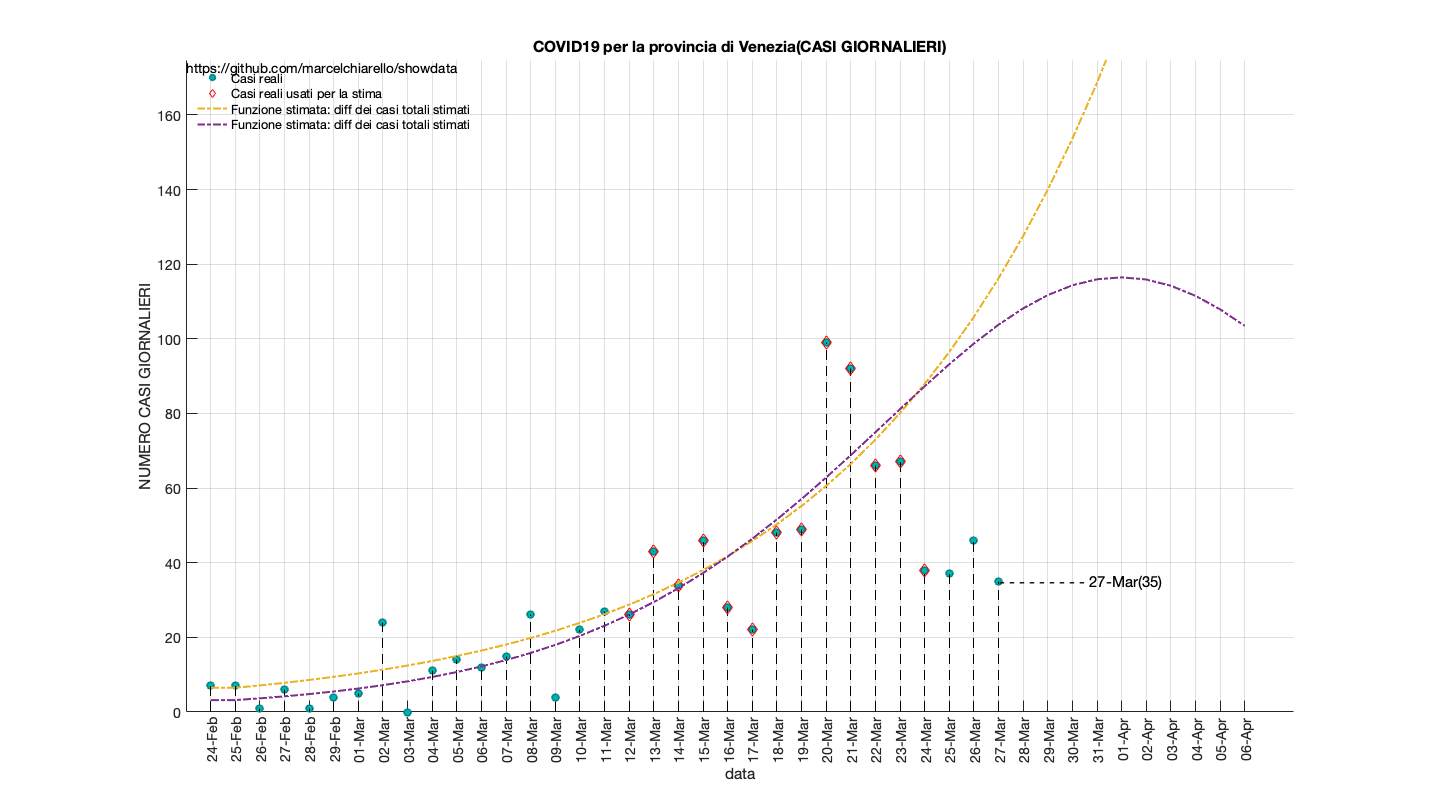 COVID19 per la provincia di Venezia(CASI GIORNALIERI)
https://github.com/marcelchiarello/showdata
Casi reali
Casi reali usati per la stima
Funzione stimata: diff dei casi totali stimati
Funzione stimata: diff dei casi totali stimati
160
140
120
100
80
60
40
20
0
NUMERO CASI GIORNALIERI
27-Mar(35)
24-Feb
25-Feb
26-Feb
27-Feb
28-Feb
29-Feb
01-Mar
02-Mar
03-Mar
04-Mar
05-Mar
06-Mar
07-Mar
08-Mar
09-Mar
10-Mar
11-Mar
12-Mar
13-Mar
14-Mar
15-Mar
16-Mar
17-Mar
18-Mar
19-Mar
20-Mar
21-Mar
22-Mar
23-Mar
24-Mar
25-Mar
26-Mar
27-Mar
28-Mar
29-Mar
30-Mar
31-Mar
01-Apr
02-Apr
03-Apr
04-Apr
05-Apr
06-Apr
data